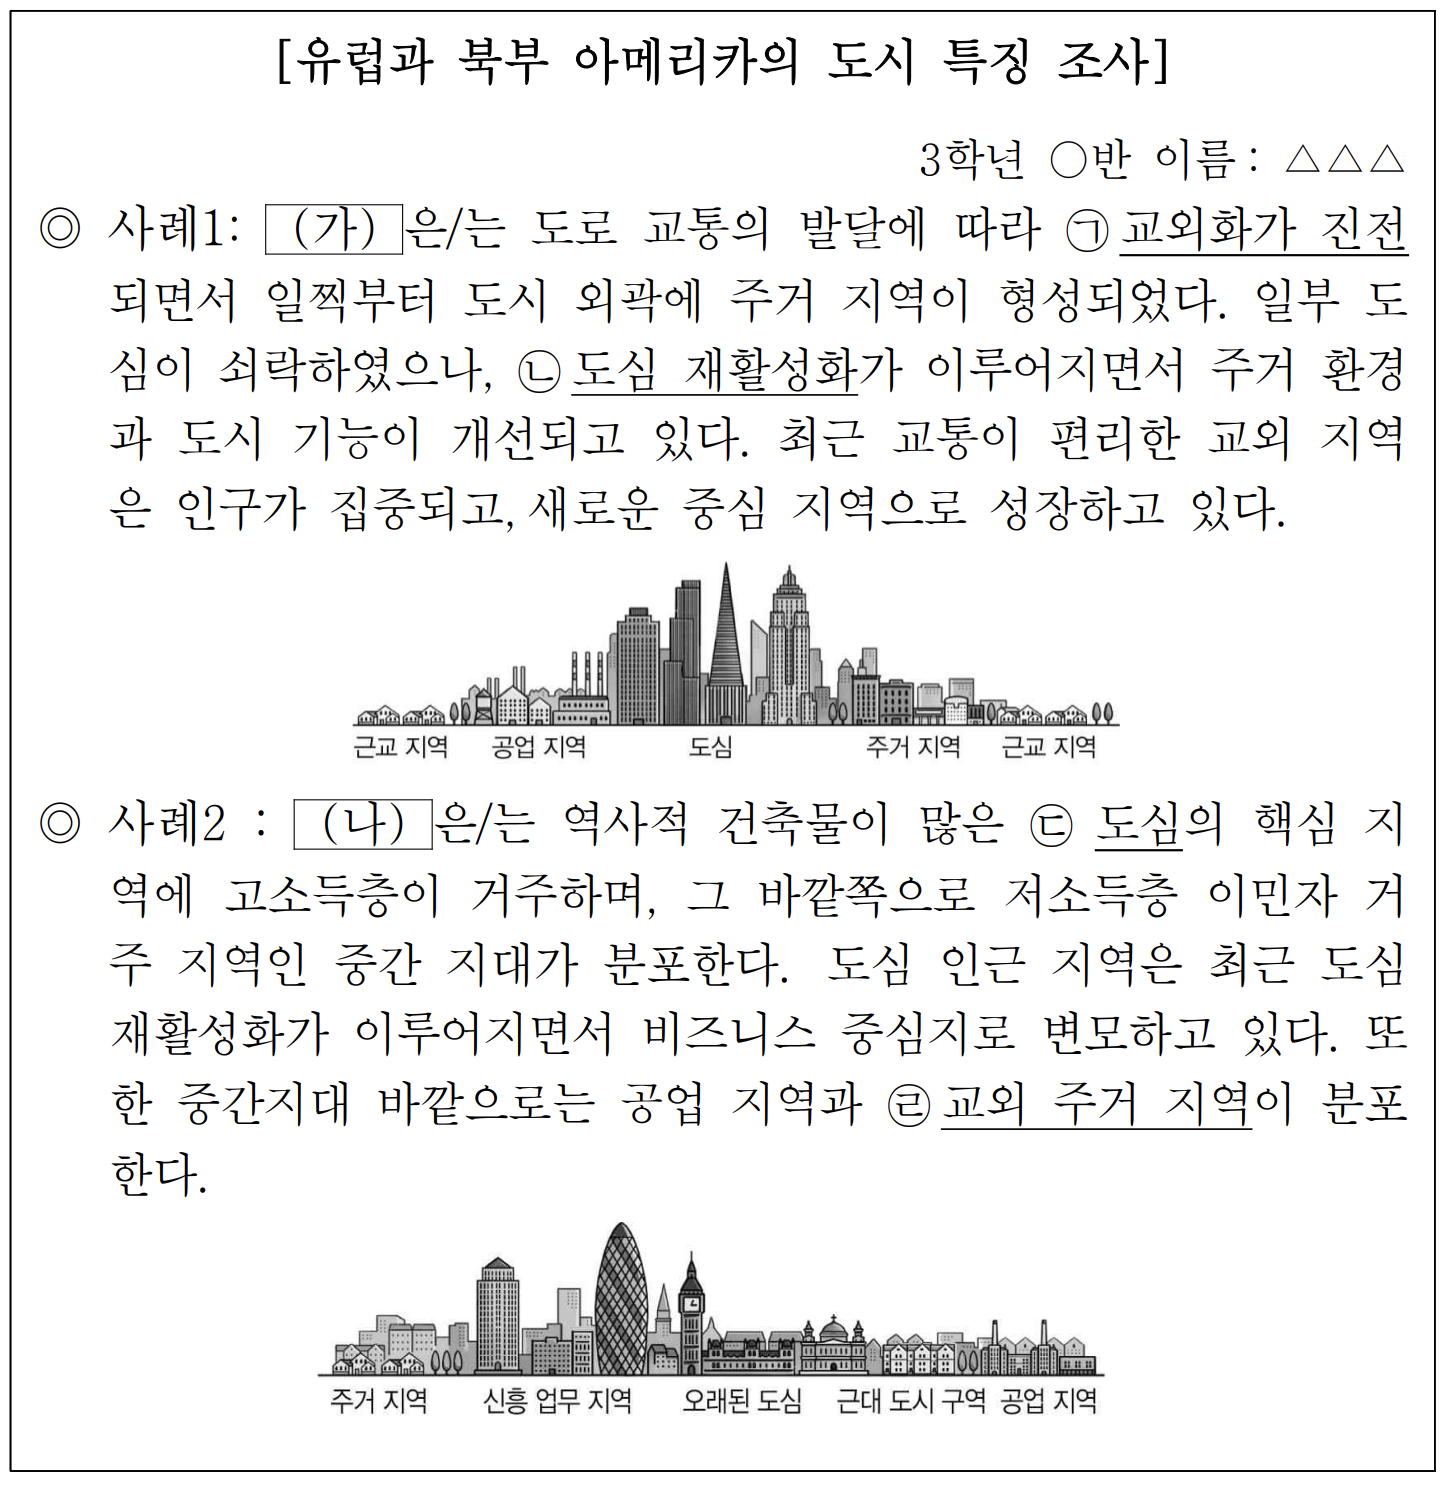 [유럽과 북부 아메리카의 도시 특징 조사]
3학년 ○반 이름: △△△
◎ 사례1: (가) 은/는 도로 교통의 발달에 따라 ㉠교외화가 진전
되면서 일찍부터 도시 외곽에 주거 지역이 형성되었다. 일부 도
심이 쇠락하였으나, ㉡도심 재활성화가 이루어지면서 주거 환경
과 도시 기능이 개선되고 있다. 최근 교통이 편리한 교외 지역
은 인구가 집중되고, 새로운 중심 지역으로 성장하고 있다.
근교 지역 공업 지역 도심 주거 지역 근교 지역
◎ 사례2 : (나) 은/는 역사적 건축물이 많은 ㉢ 도심의 핵심 지
역에 고소득층이 거주하며, 그 바깥쪽으로 저소득층 이민자 거
주 지역인 중간 지대가 분포한다. 도심 인근 지역은 최근 도심
재활성화가 이루어지면서 비즈니스 중심지로 변모하고 있다. 또
한 중간지대 바깥으로는 공업 지역과 ㉣교외 주거 지역이 분포
한다.
주거 지역 신흥 업무 지역 오래된 도심 근대 도시 구역 공업 지역